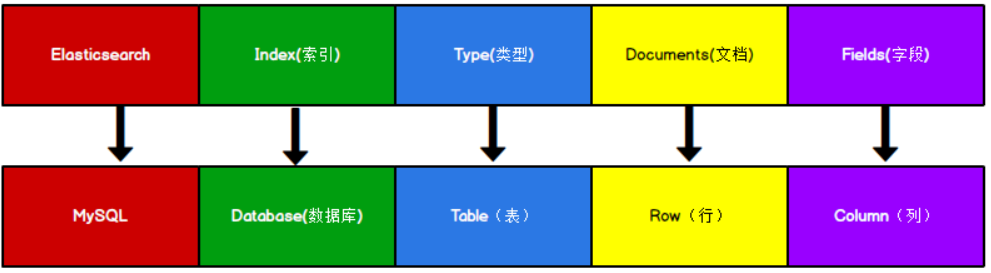 Elasticsearch
Index(索引)
Type(类型)
Documents(文档)
Fields(字段)
MySQL
Database(数据库)
Table（表）
Row（行）
Column（列）